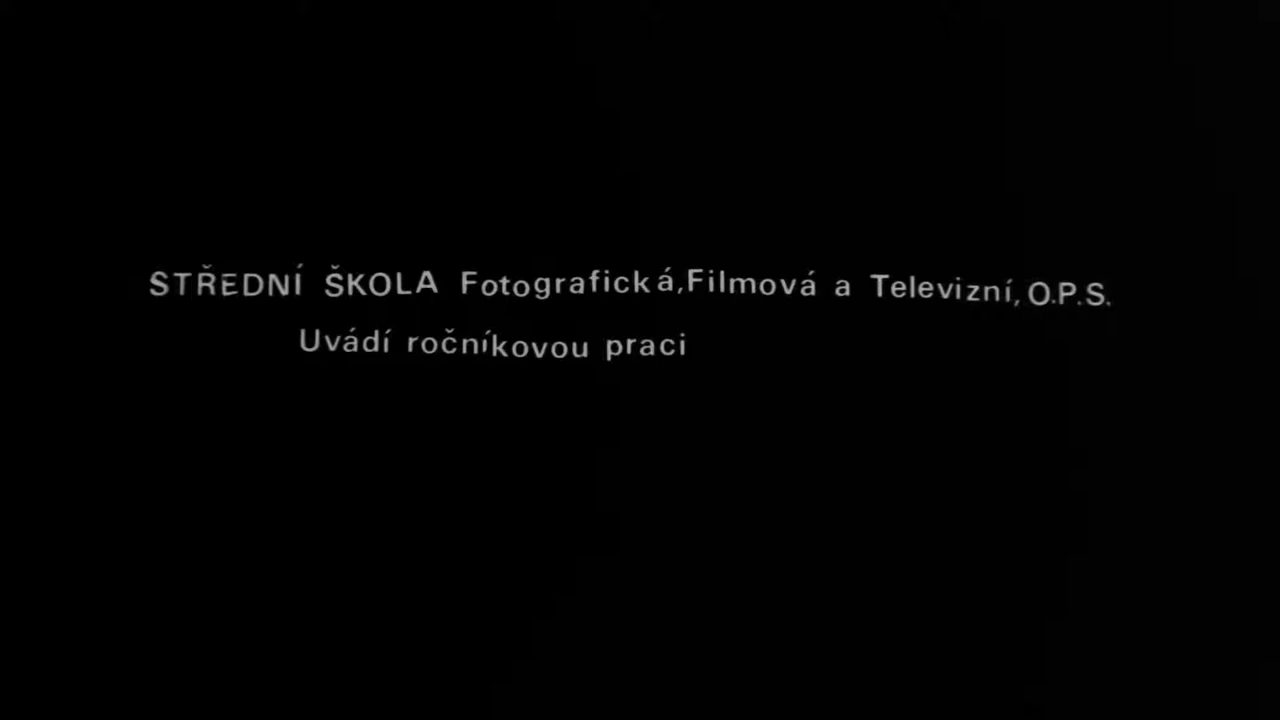 STŘEDNÍ ŠKOLA Fotografická, Filmová a Televizní, O.P.S.
Uvádí ročníkovou praci